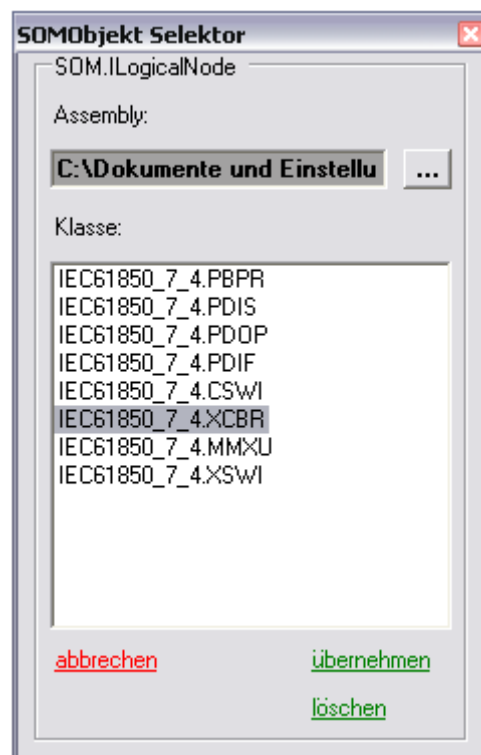 SOMObjekt Selektor
SOM.ILogicalNode
Assembly:
C:\Dokumente und Einstellu ...
Klasse:
IEC61850_7_4.PBPR
IEC61850_7_4.PDIS
IEC61850_7_4.PDOP
IEC61850_7_4.PDIF
IEC61850_7_4.CSWI
IEC61850_7_4.XCBR
IEC61850_7_4.MMXU
IEC61850_7_4.XSWI
abbrechen übernehmen
löschen